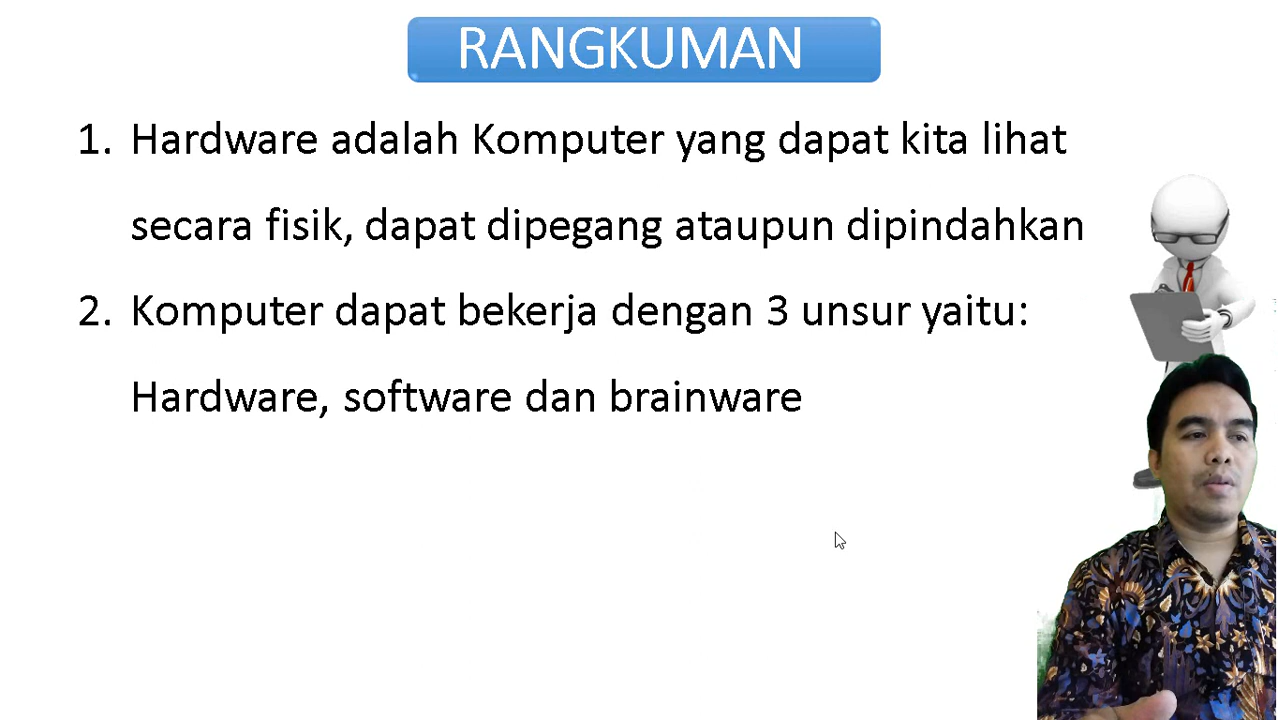 RANGKUMAN
1. Hardware adalah Komputer yang dapat kita lihat
secara fisik, dapat dipegang ataupun dipindahkan
2. Komputer dapat bekerja dengan 3 unsur yaitu:
Hardware, software dan brainware